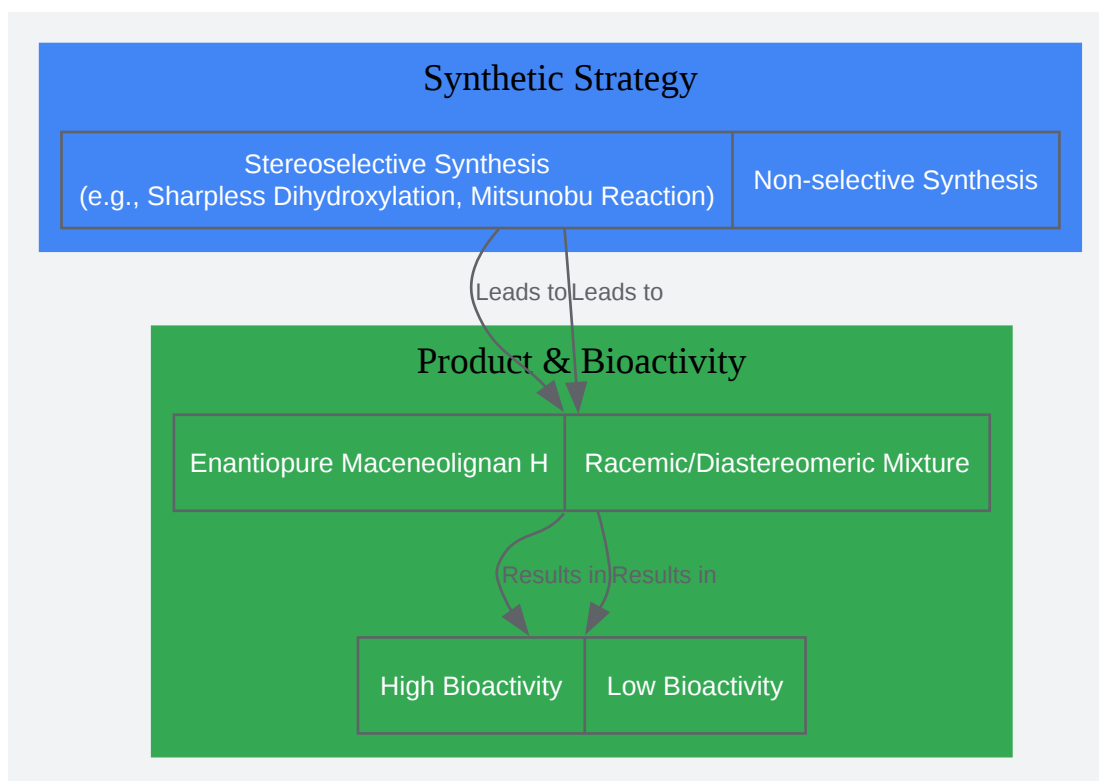 Synthetic Strategy
Stereoselective Synthesis
(e.g., Sharpless Dihydroxylation, Mitsunobu Reaction)
Non-selective Synthesis
Leads to
Leads to
Product & Bioactivity
Enantiopure Maceneolignan H
Racemic/Diastereomeric Mixture
Results in
Results in
High Bioactivity
Low Bioactivity